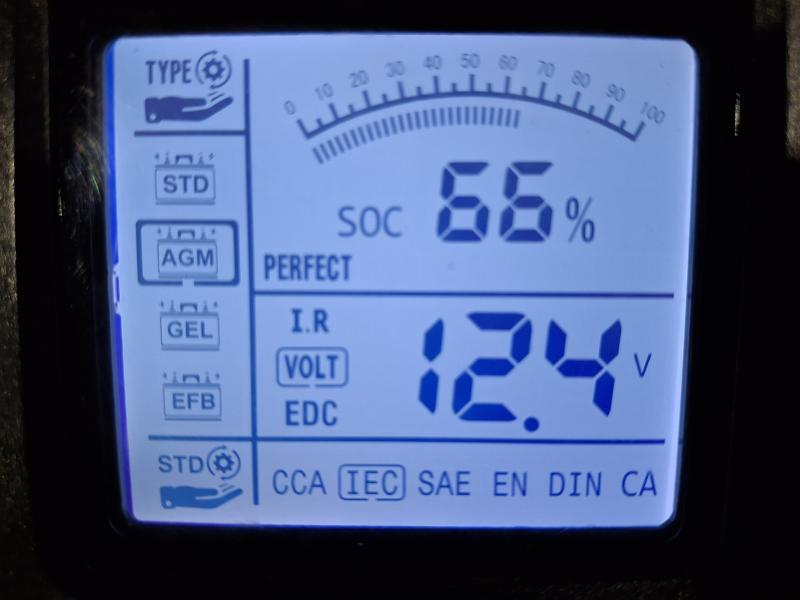 TYPE
0 10 20 30 40 50 60 70 80 90 100
STD
SOC 66 %
AGM
PERFECT
GEL
I.R
VOLT 12.4 V
EFB
EDC
STD
CCA IEC SAE EN DIN CA